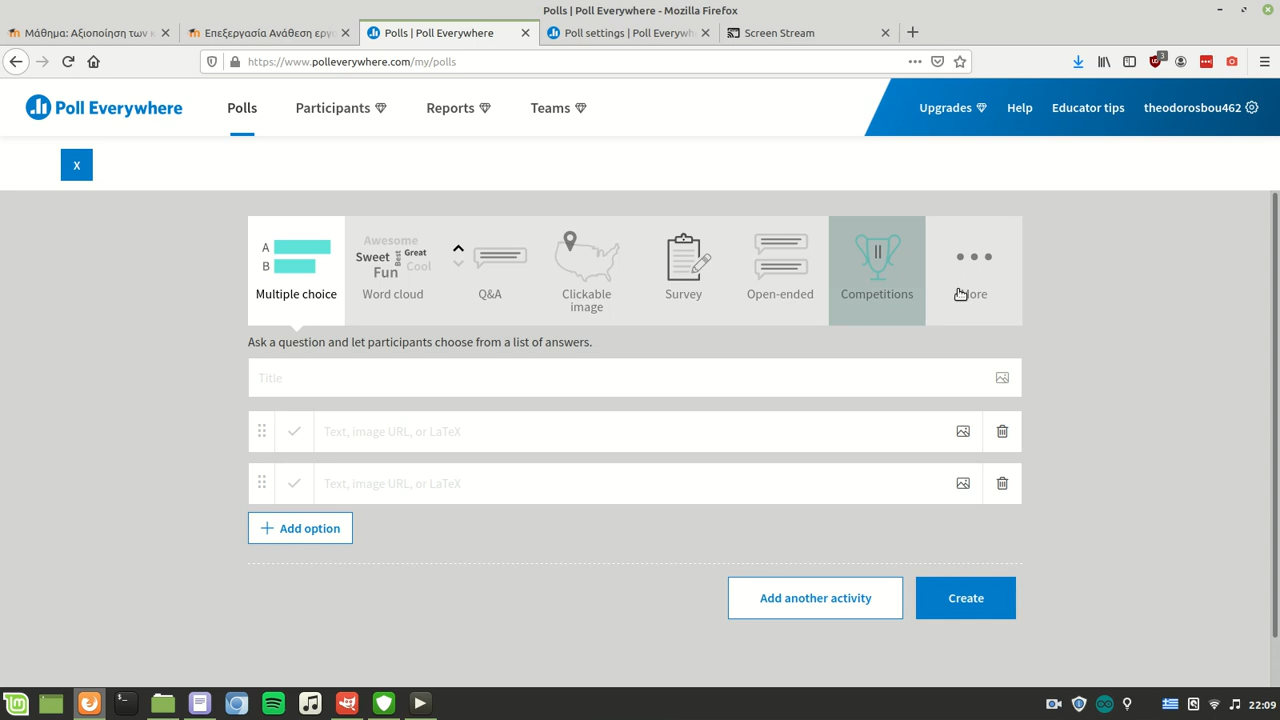 Polls | Poll Everywhere - Mozilla Firefox
Μάθημα: Αξιοποίηση των κ
Επεξεργασία Ανάθεση εργ
Polls | Poll Everywhere
Poll settings | Poll Everywh
Screen Stream
https://www.polleverywhere.com/my/polls
3
Poll Everywhere
Polls
Participants
Reports
Teams
Upgrades
Help
Educator tips
theodorosbou462
X
A
B
Multiple choice
Awesome
Sweet
Best
Great
Fun
Cool
Word cloud
Q&A
Clickable
image
Survey
Open-ended
Competitions
More
Ask a question and let participants choose from a list of answers.
Title
Text, image URL, or LaTeX
Text, image URL, or LaTeX
Add option
Add another activity
Create
22:09